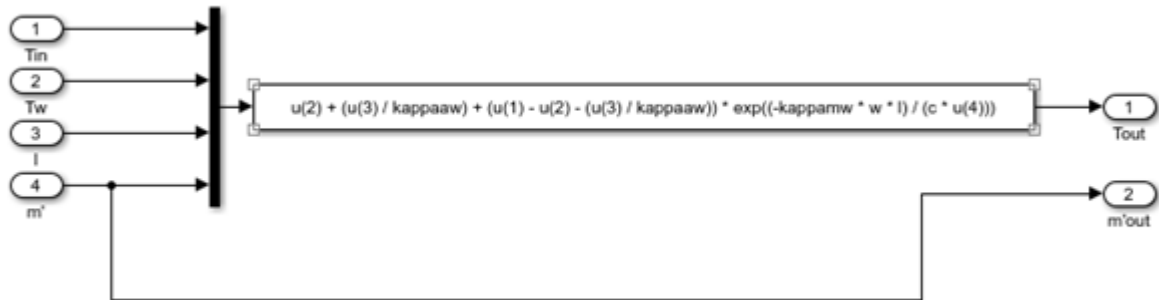 1
Tin
2
Tw
3
I
4
m'
u(2) + (u(3) / kappaaw) + (u(1) - u(2) - (u(3) / kappaaw)) * exp((-kappamw * w * l) / (c * u(4)))
1
Tout
2
m'out